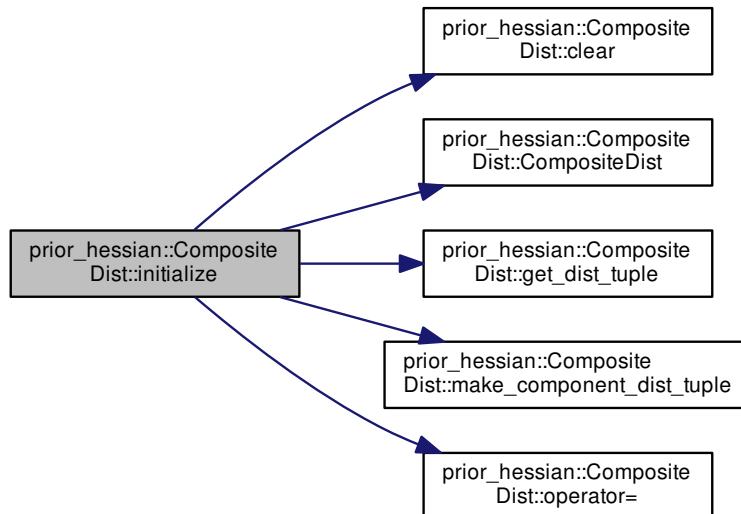 prior_hessian::Composite
Dist::clear
prior_hessian::Composite
Dist::CompositeDist
prior_hessian::Composite
Dist::initialize
prior_hessian::Composite
Dist::get_dist_tuple
prior_hessian::Composite
Dist::make_component_dist_tuple
prior_hessian::Composite
Dist::operator=